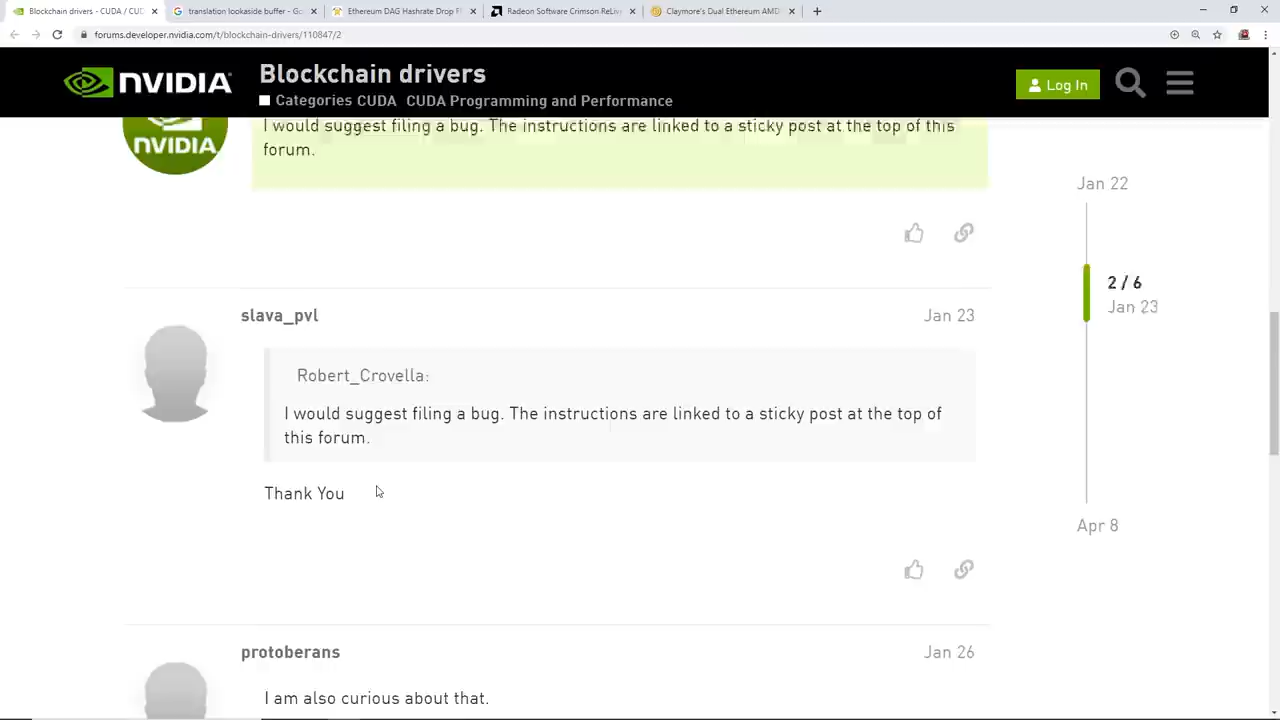 Blockchain drivers - CUDA / CUD
translation lookaside buffer - Go
Ethereum DAG Hashrate Drop F
Radeon Software Crimson ReLiv
Claymore's Dual Ethereum AMD
forums.developer.nvidia.com/t/blockchain-drivers/110847/2
NVIDIA
Blockchain drivers
Categories CUDA CUDA Programming and Performance
Log In
I would suggest filing a bug. The instructions are linked to a sticky post at the top of this
forum.
NVIDIA
Jan 22
2 / 6
Jan 23
Apr 8
slava_pvl
Jan 23
Robert_Crovella:
I would suggest filing a bug. The instructions are linked to a sticky post at the top of
this forum.
Thank You
protoberans
Jan 26
I am also curious about that.